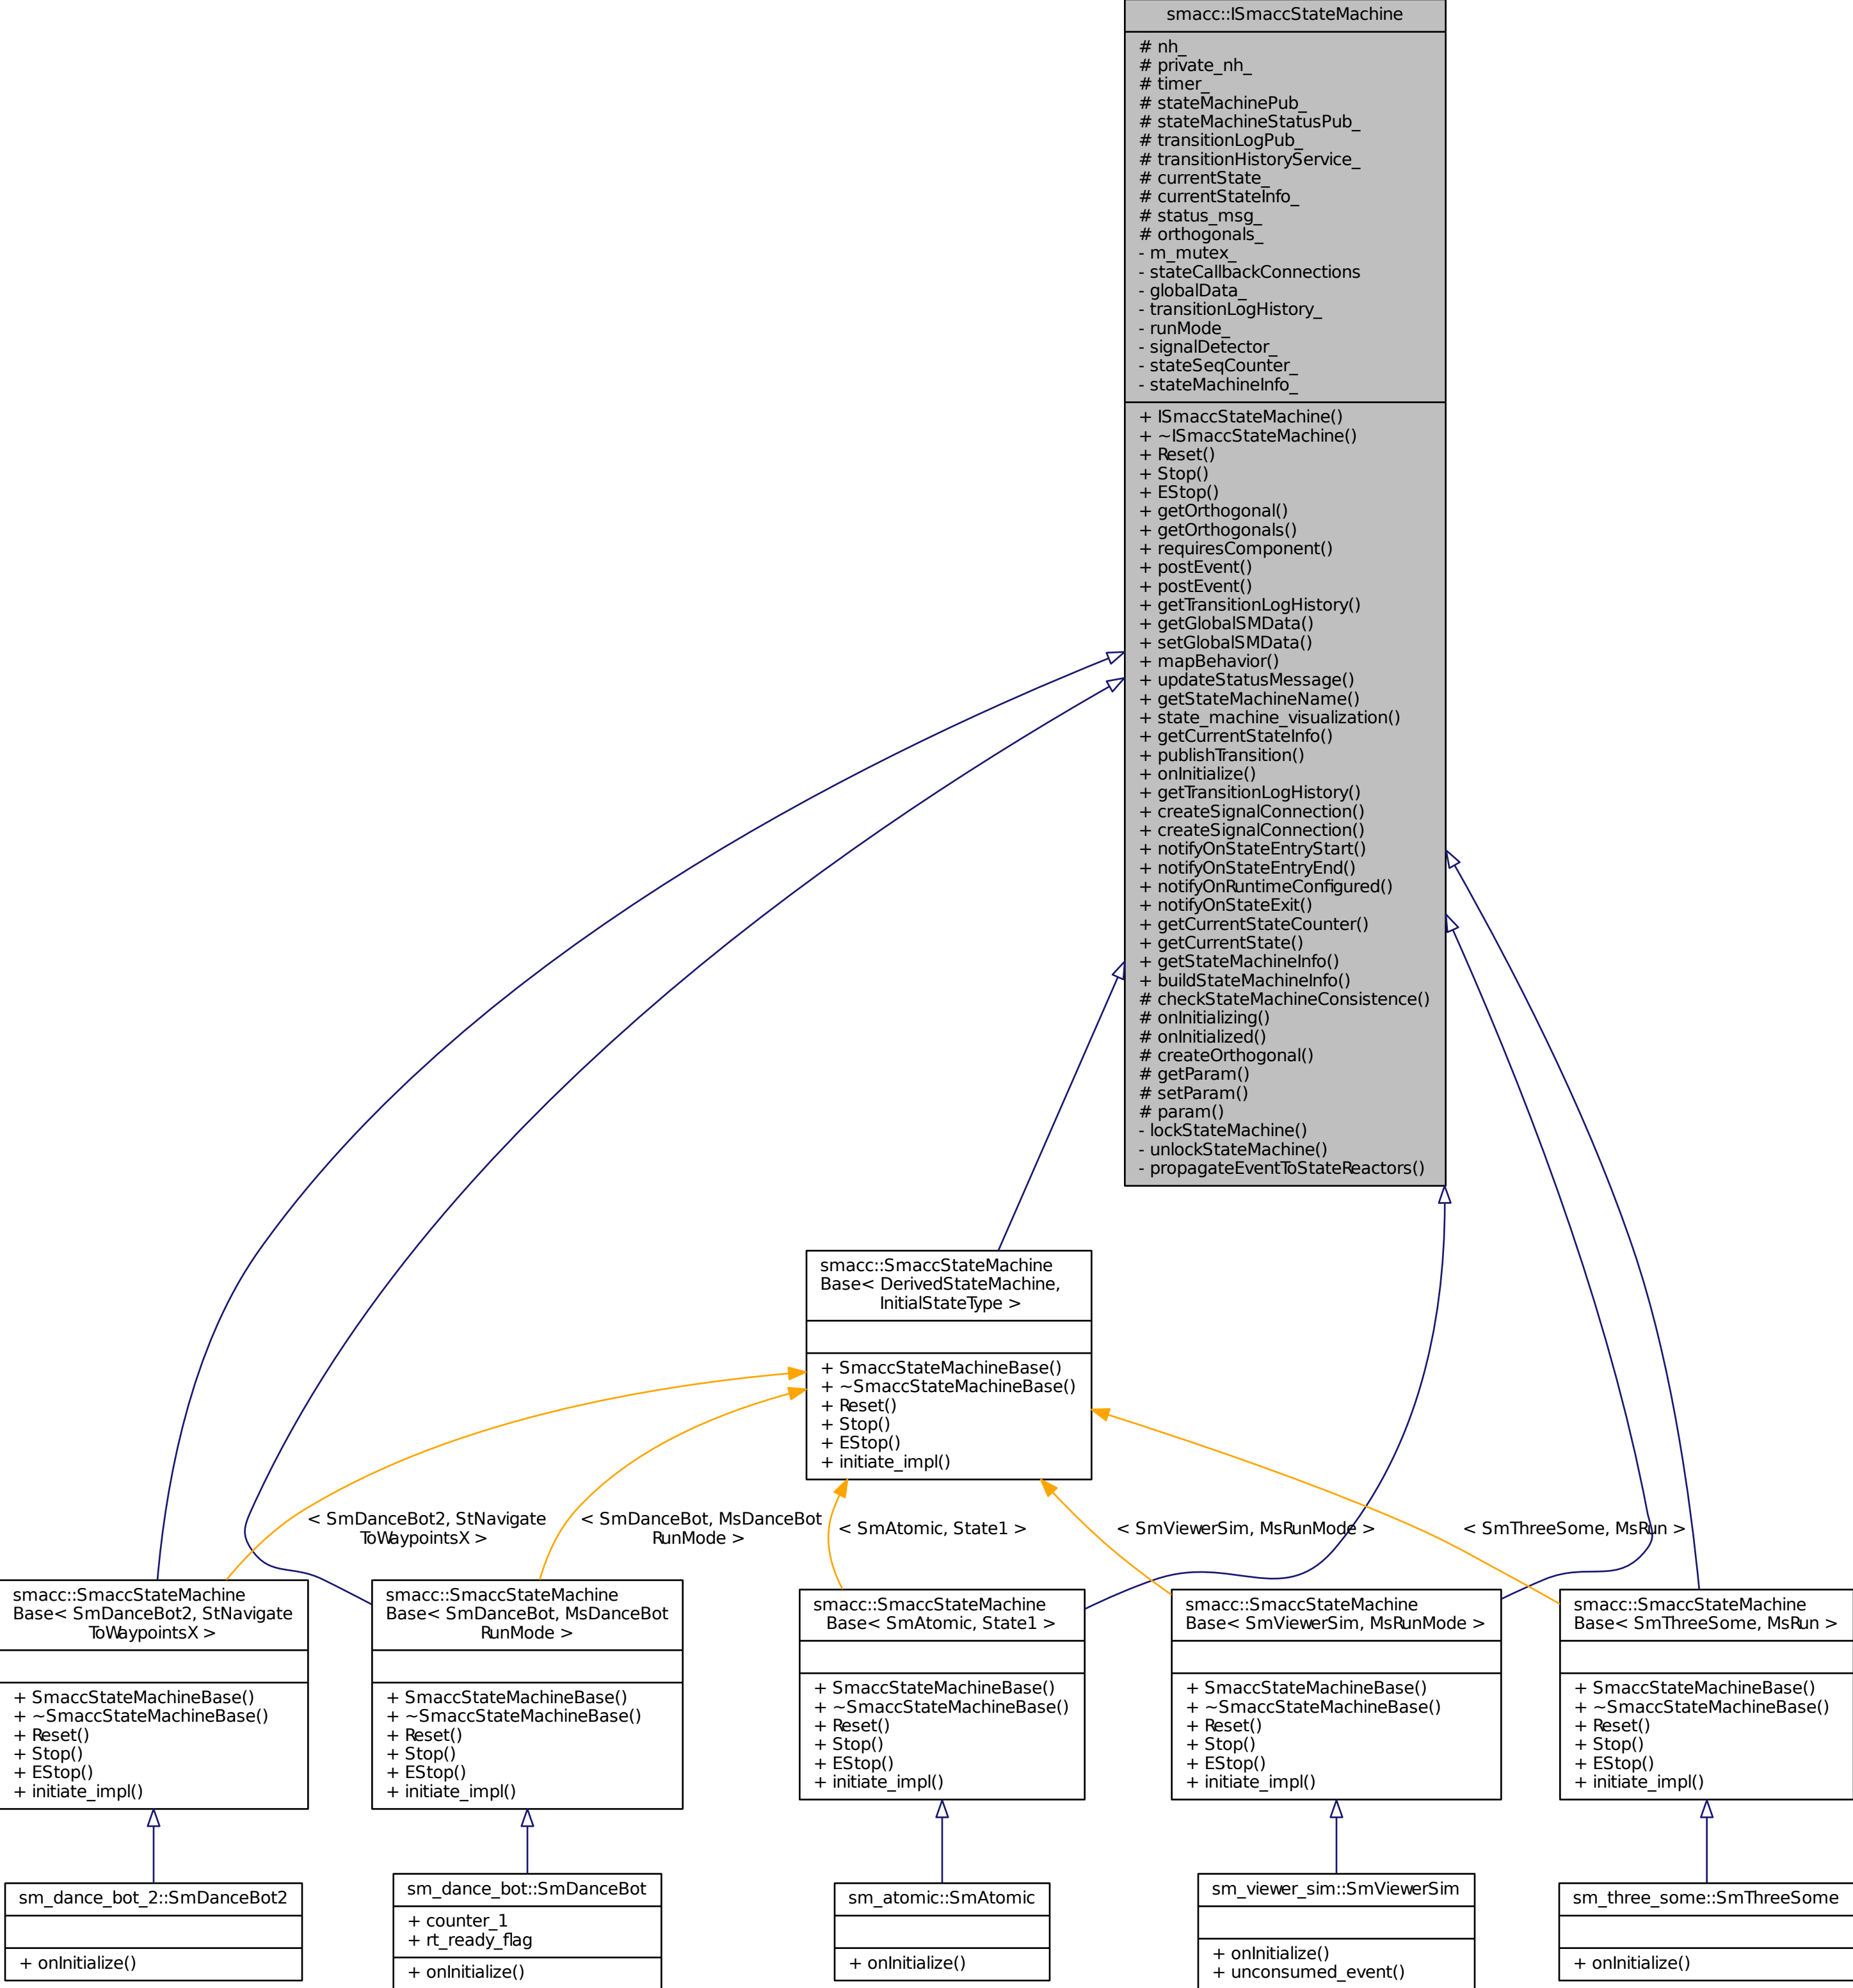 smacc::ISmaccStateMachine
# nh_
# private_nh_
# timer_
# stateMachinePub_
# stateMachineStatusPub_
# transitionLogPub_
# transitionHistoryService_
# currentState_
# currentStateInfo_
# status_msg_
# orthogonals_
- m_mutex_
- stateCallbackConnections
- globalData_
- transitionLogHistory_
- runMode_
- signalDetector_
- stateSeqCounter_
- stateMachineInfo_
+ ISmaccStateMachine()
+ ~ISmaccStateMachine()
+ Reset()
+ Stop()
+ EStop()
+ getOrthogonal()
+ getOrthogonals()
+ requiresComponent()
+ postEvent()
+ postEvent()
+ getTransitionLogHistory()
+ getGlobalSMData()
+ setGlobalSMData()
+ mapBehavior()
+ updateStatusMessage()
+ getStateMachineName()
+ state_machine_visualization()
+ getCurrentStateInfo()
+ publishTransition()
+ onInitialize()
+ getTransitionLogHistory()
+ createSignalConnection()
+ createSignalConnection()
+ notifyOnStateEntryStart()
+ notifyOnStateEntryEnd()
+ notifyOnRuntimeConfigured()
+ notifyOnStateExit()
+ getCurrentStateCounter()
+ getCurrentState()
+ getStateMachineInfo()
+ buildStateMachineInfo()
# checkStateMachineConsistence()
# onInitializing()
# onInitialized()
# createOrthogonal()
# getParam()
# setParam()
# param()
- lockStateMachine()
- unlockStateMachine()
- propagateEventToStateReactors()
smacc::SmaccStateMachine
Base< DerivedStateMachine,
InitialStateType >
+ SmaccStateMachineBase()
+ ~SmaccStateMachineBase()
+ Reset()
+ Stop()
+ EStop()
+ initiate_impl()
< SmDanceBot2, StNavigate
ToWaypointsX >
< SmDanceBot, MsDanceBot
RunMode >
< SmAtomic, State1 >
< SmViewerSim, MsRunMode >
< SmThreeSome, MsRun >
smacc::SmaccStateMachine
Base< SmDanceBot2, StNavigate
ToWaypointsX >
+ SmaccStateMachineBase()
+ ~SmaccStateMachineBase()
+ Reset()
+ Stop()
+ EStop()
+ initiate_impl()
smacc::SmaccStateMachine
Base< SmDanceBot, MsDanceBot
RunMode >
+ SmaccStateMachineBase()
+ ~SmaccStateMachineBase()
+ Reset()
+ Stop()
+ EStop()
+ initiate_impl()
smacc::SmaccStateMachine
Base< SmAtomic, State1 >
+ SmaccStateMachineBase()
+ ~SmaccStateMachineBase()
+ Reset()
+ Stop()
+ EStop()
+ initiate_impl()
smacc::SmaccStateMachine
Base< SmViewerSim, MsRunMode >
+ SmaccStateMachineBase()
+ ~SmaccStateMachineBase()
+ Reset()
+ Stop()
+ EStop()
+ initiate_impl()
smacc::SmaccStateMachine
Base< SmThreeSome, MsRun >
+ SmaccStateMachineBase()
+ ~SmaccStateMachineBase()
+ Reset()
+ Stop()
+ EStop()
+ initiate_impl()
sm_dance_bot_2::SmDanceBot2
+ onInitialize()
sm_dance_bot::SmDanceBot
+ counter_1
+ rt_ready_flag
+ onInitialize()
sm_atomic::SmAtomic
+ onInitialize()
sm_viewer_sim::SmViewerSim
+ onInitialize()
+ unconsumed_event()
sm_three_some::SmThreeSome
+ onInitialize()